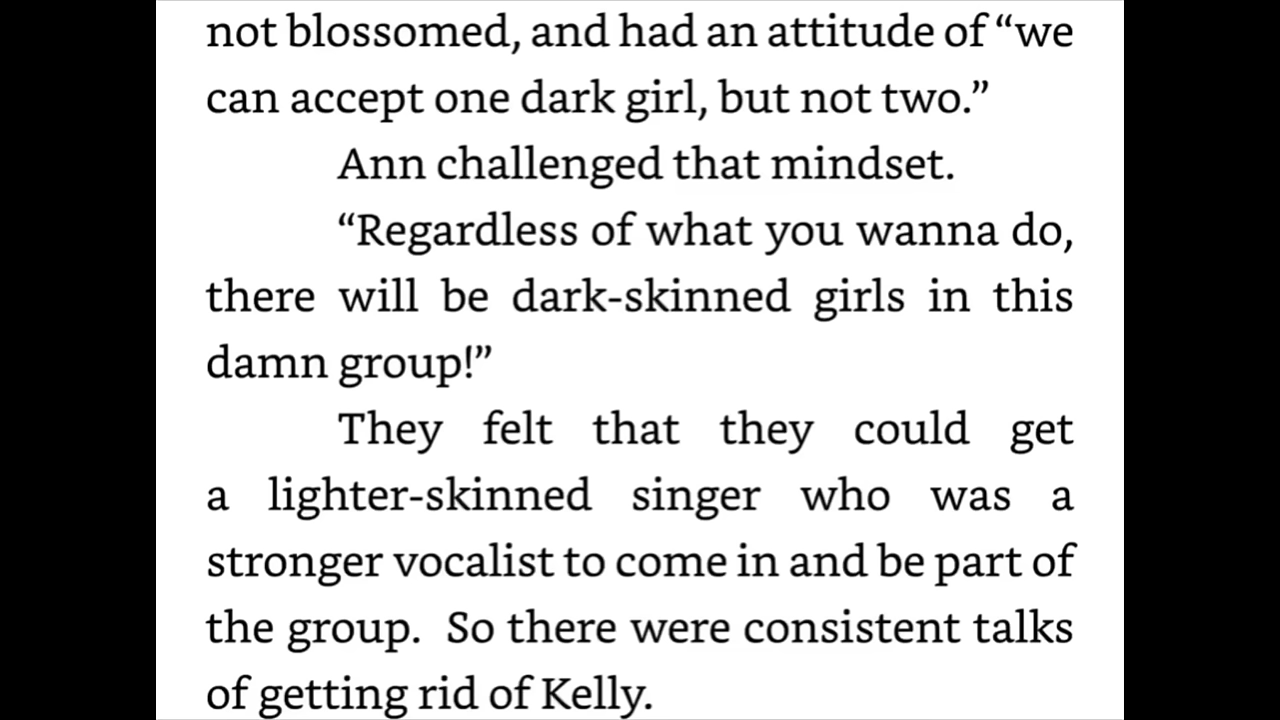 not blossomed, and had an attitude of “we
can accept one dark girl, but not two.”
Ann challenged that mindset.
“Regardless of what you wanna do,
there will be dark-skinned girls in this
damn group!”
They felt that they could get
a lighter-skinned singer who was a
stronger vocalist to come in and be part of
the group.  So there were consistent talks
of getting rid of Kelly.